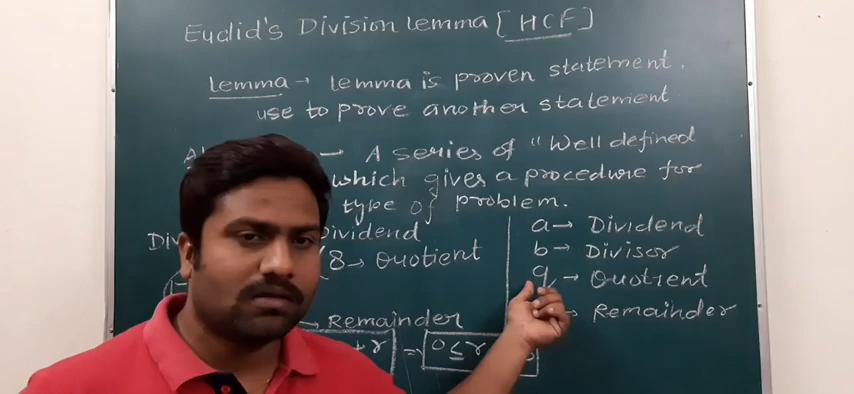 Euclid's Division Lemma [HCF]
lemma → lemma is proven statement.
use to prove another statement
→ A series of "Well defined
which gives a procedure for
type of problem.
Dividend
8 → Quotient
→ Remainder
+ r ⇒ 0 ≤ r
a → Dividend
b → Divisor
q → Quotient
→ Remainder